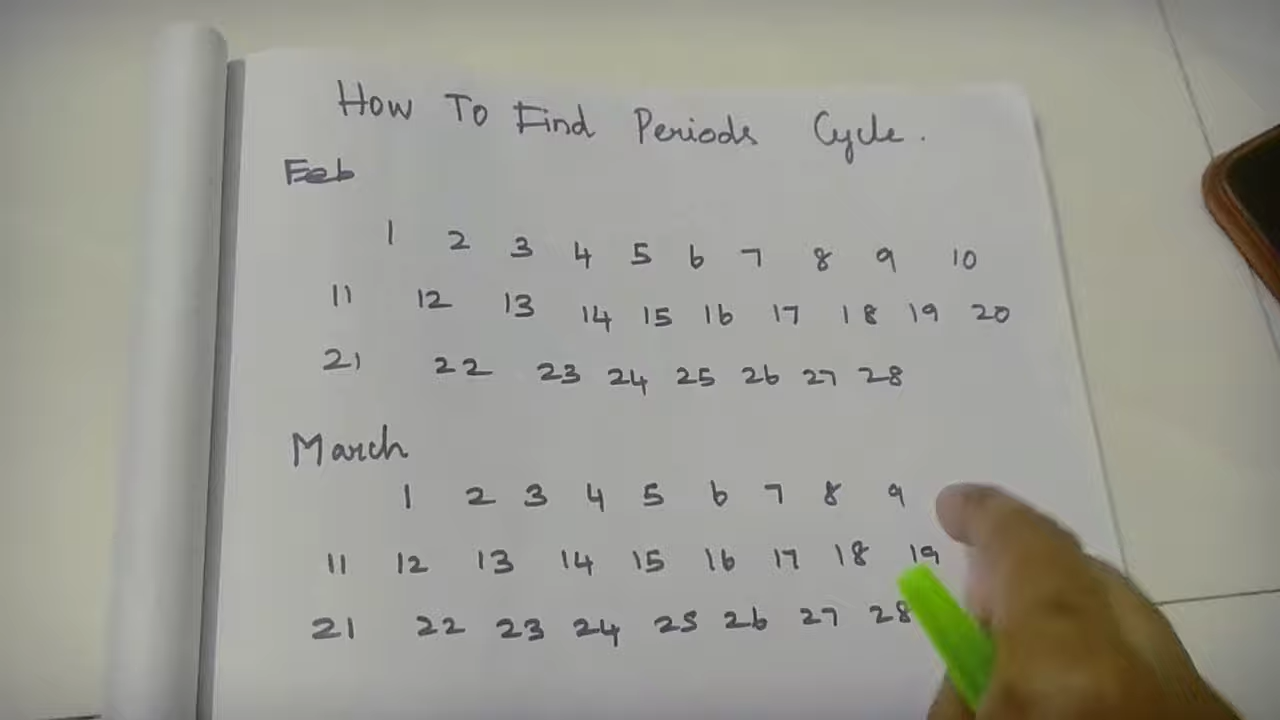 How To Find Periods Cycle.
Feb
1 2 3 4 5 6 7 8 9 10
11 12 13 14 15 16 17 18 19 20
21 22 23 24 25 26 27 28
March
1 2 3 4 5 6 7 8 9
11 12 13 14 15 16 17 18 19
21 22 23 24 25 26 27 28